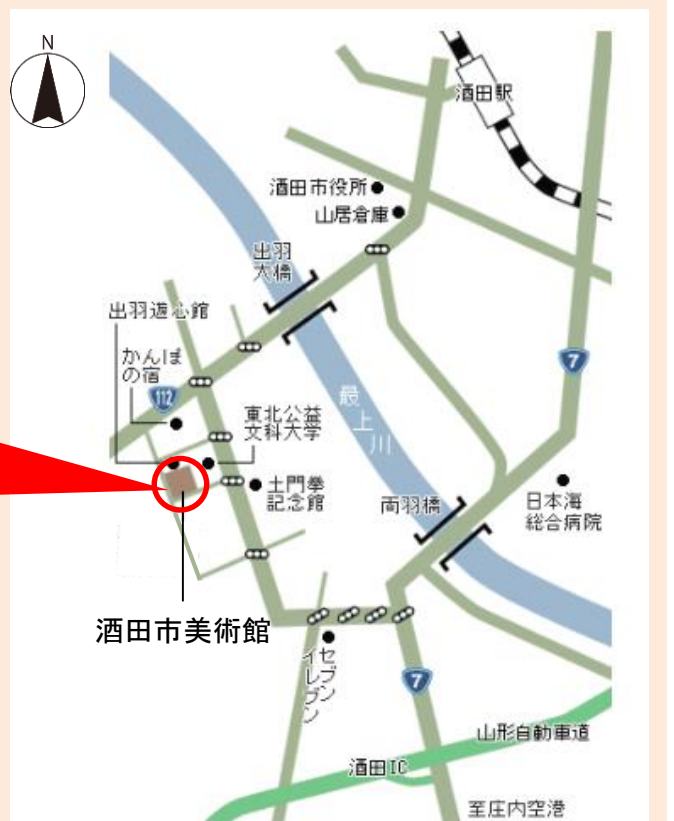 N
酒田駅
酒田市役所
山居倉庫
出羽
大橋
出羽遊心館
かんぽ
の宿
112
7
最上川
東北公益
文科大学
土門拳
記念館
両羽橋
日本海
総合病院
酒田市美術館
セブン
イレブン
7
山形自動車道
酒田IC
至庄内空港